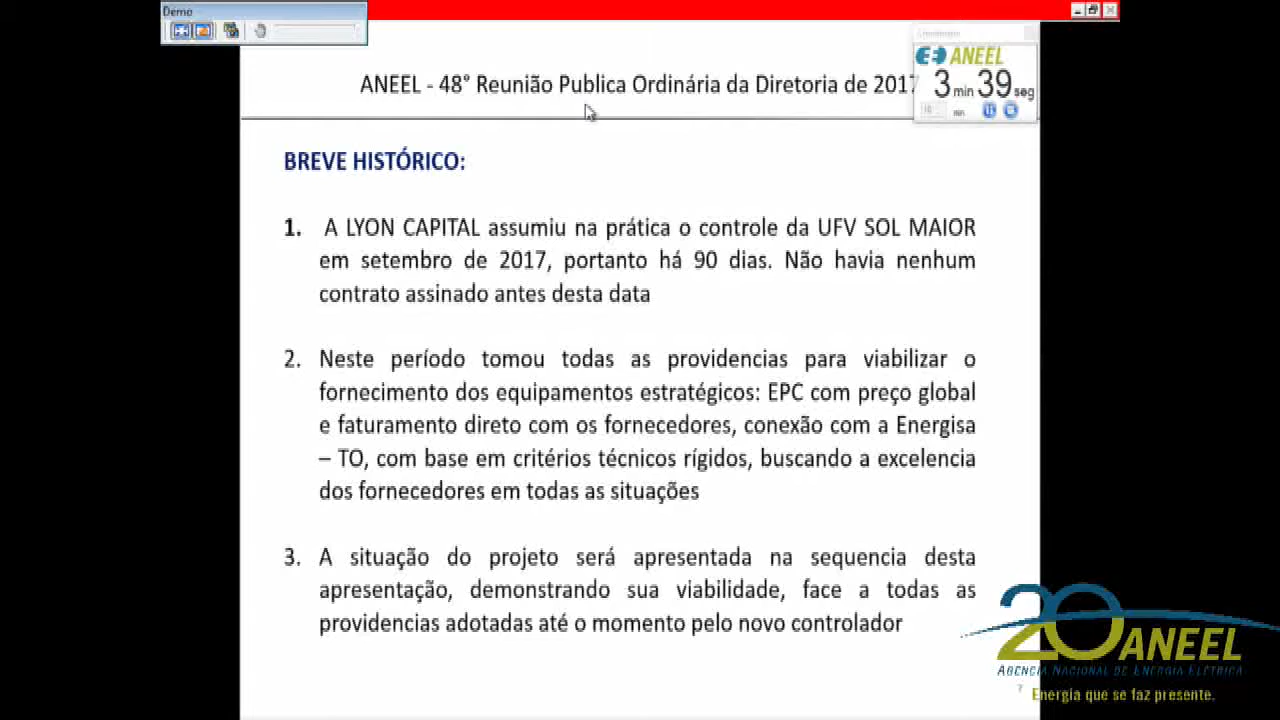 Demo
ANEEL
ANEEL - 48° Reunião Publica Ordinária da Diretoria de 2017
3 min 39 seg
10 min
BREVE HISTÓRICO:
1. A LYON CAPITAL assumiu na prática o controle da UFV SOL MAIOR
em setembro de 2017, portanto há 90 dias. Não havia nenhum
contrato assinado antes desta data
2. Neste período tomou todas as providencias para viabilizar o
fornecimento dos equipamentos estratégicos: EPC com preço global
e faturamento direto com os fornecedores, conexão com a Energisa
– TO, com base em critérios técnicos rígidos, buscando a excelencia
dos fornecedores em todas as situações
3. A situação do projeto será apresentada na sequencia desta
apresentação, demonstrando sua viabilidade, face a todas as
providencias adotadas até o momento pelo novo controlador
20 ANEEL
AGÊNCIA NACIONAL DE ENERGIA ELÉTRICA
7
Energia que se faz presente.